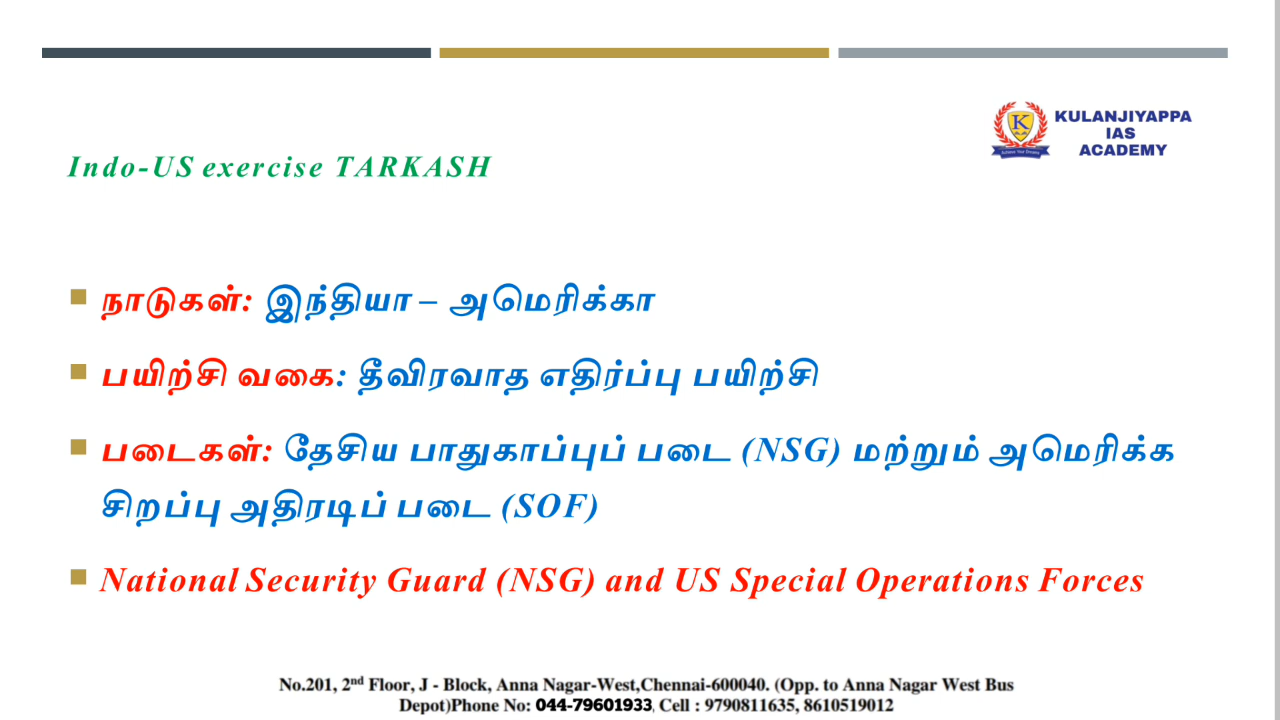 KULANJIYAPPA
IAS
ACADEMY
K
Achieve Your Dreams
Indo-US exercise TARKASH
நாடுகள்: இந்தியா – அமெரிக்கா
பயிற்சி வகை: தீவிரவாத எதிர்ப்பு பயிற்சி
படைகள்: தேசிய பாதுகாப்புப் படை (NSG) மற்றும் அமெரிக்க
சிறப்பு அதிரடிப் படை (SOF)
National Security Guard (NSG) and US Special Operations Forces
No.201, 2nd Floor, J - Block, Anna Nagar-West,Chennai-600040. (Opp. to Anna Nagar West Bus
Depot)Phone No: 044-79601933, Cell : 9790811635, 8610519012